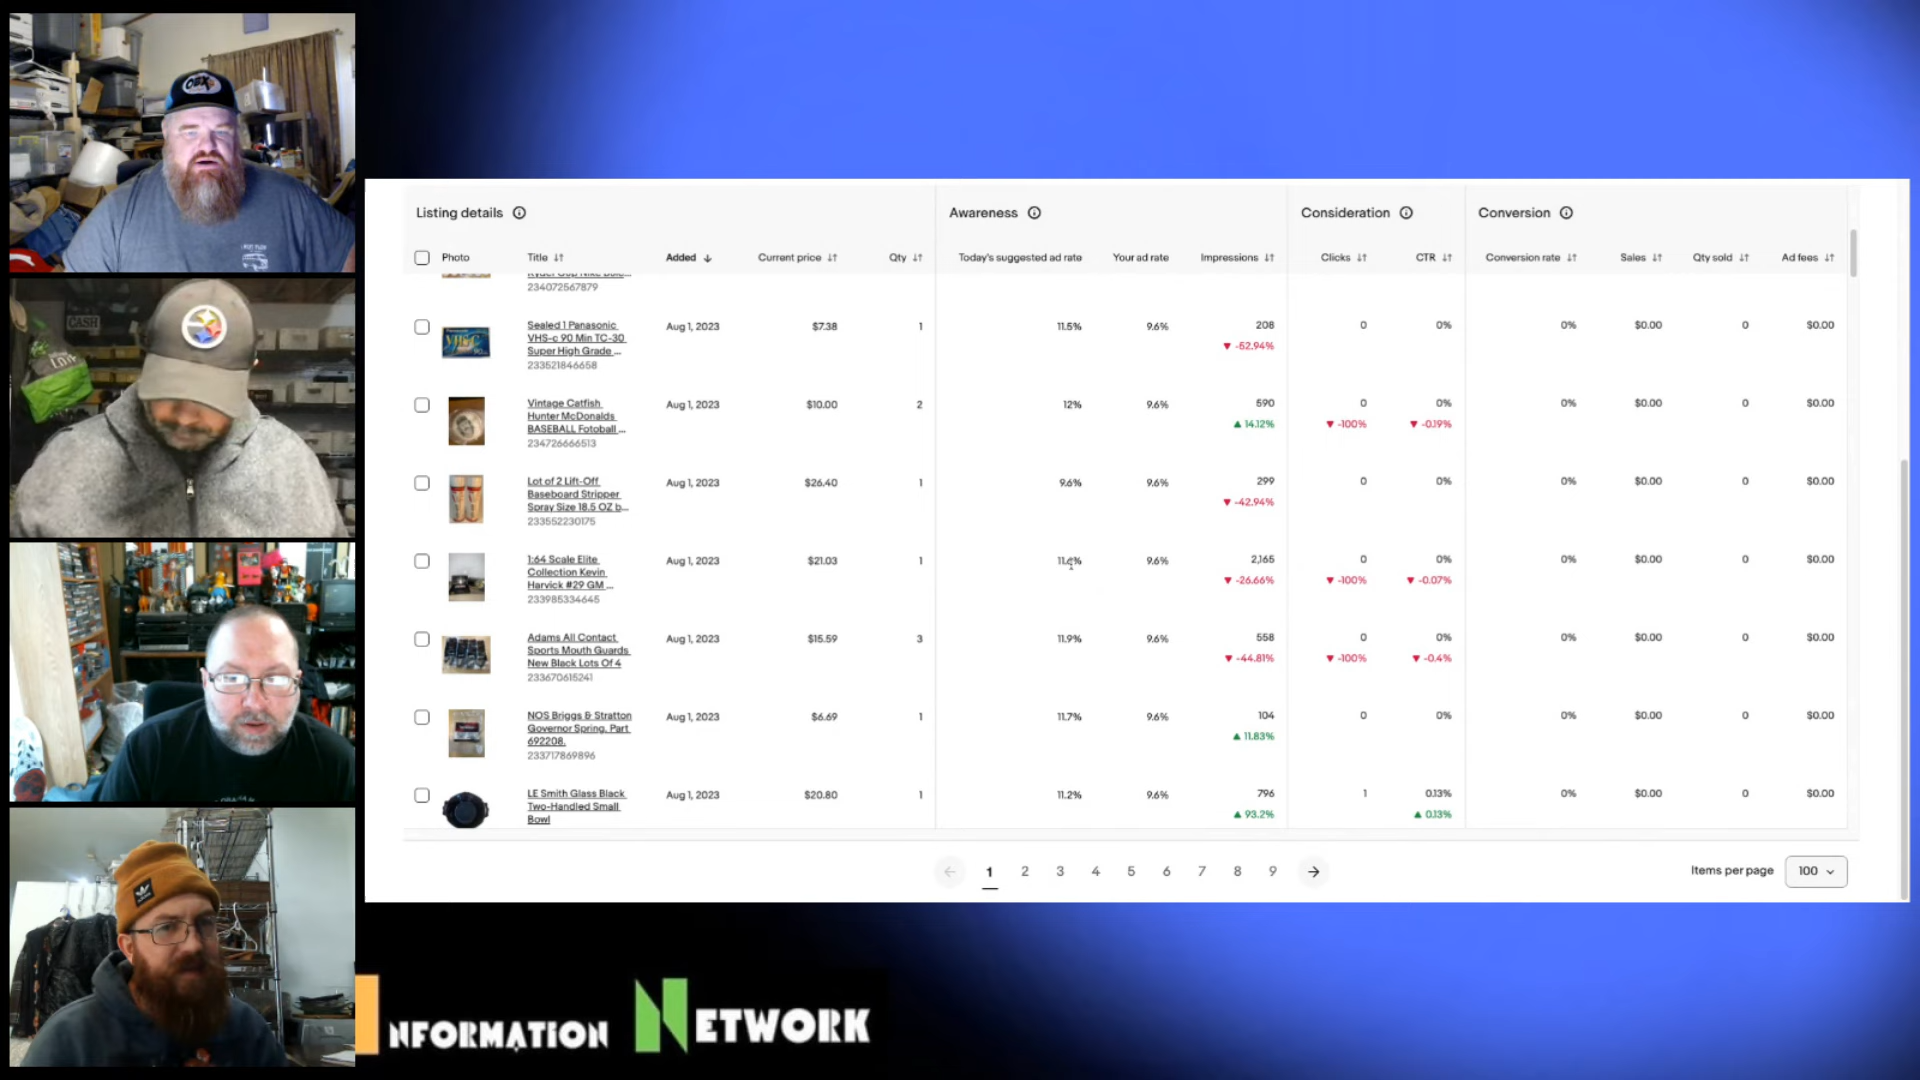 OBX
CASH
Listing details
Awareness
Consideration
Conversion
Photo
Title
Added
Current price
Qty
Today's suggested ad rate
Your ad rate
Impressions
Clicks
CTR
Conversion rate
Sales
Qty sold
Ad fees
234072567879
Sealed 1 Panasonic
VHS-c 90 Min TC-30
Super High Grade ...
233521846658
Aug 1, 2023
$7.38
1
11.5%
9.6%
208
-52.94%
0
0%
0%
$0.00
0
$0.00
Vintage Catfish
Hunter McDonalds
BASEBALL Fotoball ...
234726666513
Aug 1, 2023
$10.00
2
12%
9.6%
590
14.12%
0
-100%
0%
-0.19%
0%
$0.00
0
$0.00
Lot of 2 Lift-Off
Baseboard Stripper
Spray Size 18.5 OZ b...
233552230175
Aug 1, 2023
$26.40
1
9.6%
9.6%
299
-42.94%
0
0%
0%
$0.00
0
$0.00
1:64 Scale Elite
Collection Kevin
Harvick #29 GM ...
233985334645
Aug 1, 2023
$21.03
1
9.6%
2,165
-26.66%
0
-100%
0%
-0.07%
0%
$0.00
0
$0.00
Adams All Contact
Sports Mouth Guards
New Black Lots Of 4
233670615241
Aug 1, 2023
$15.59
3
11.9%
9.6%
558
-44.81%
0
-100%
0%
-0.4%
0%
$0.00
0
$0.00
NOS Briggs & Stratton
Governor Spring, Part
692208.
233717869896
Aug 1, 2023
$6.69
1
11.7%
9.6%
104
11.83%
0
0%
0%
$0.00
0
$0.00
LE Smith Glass Black
Two-Handled Small
Bowl
Aug 1, 2023
$20.80
1
11.2%
9.6%
796
93.2%
1
0.13%
0.13%
0%
$0.00
0
$0.00
1 2 3 4 5 6 7 8 9
Items per page
100
NFORMATION NETWORK